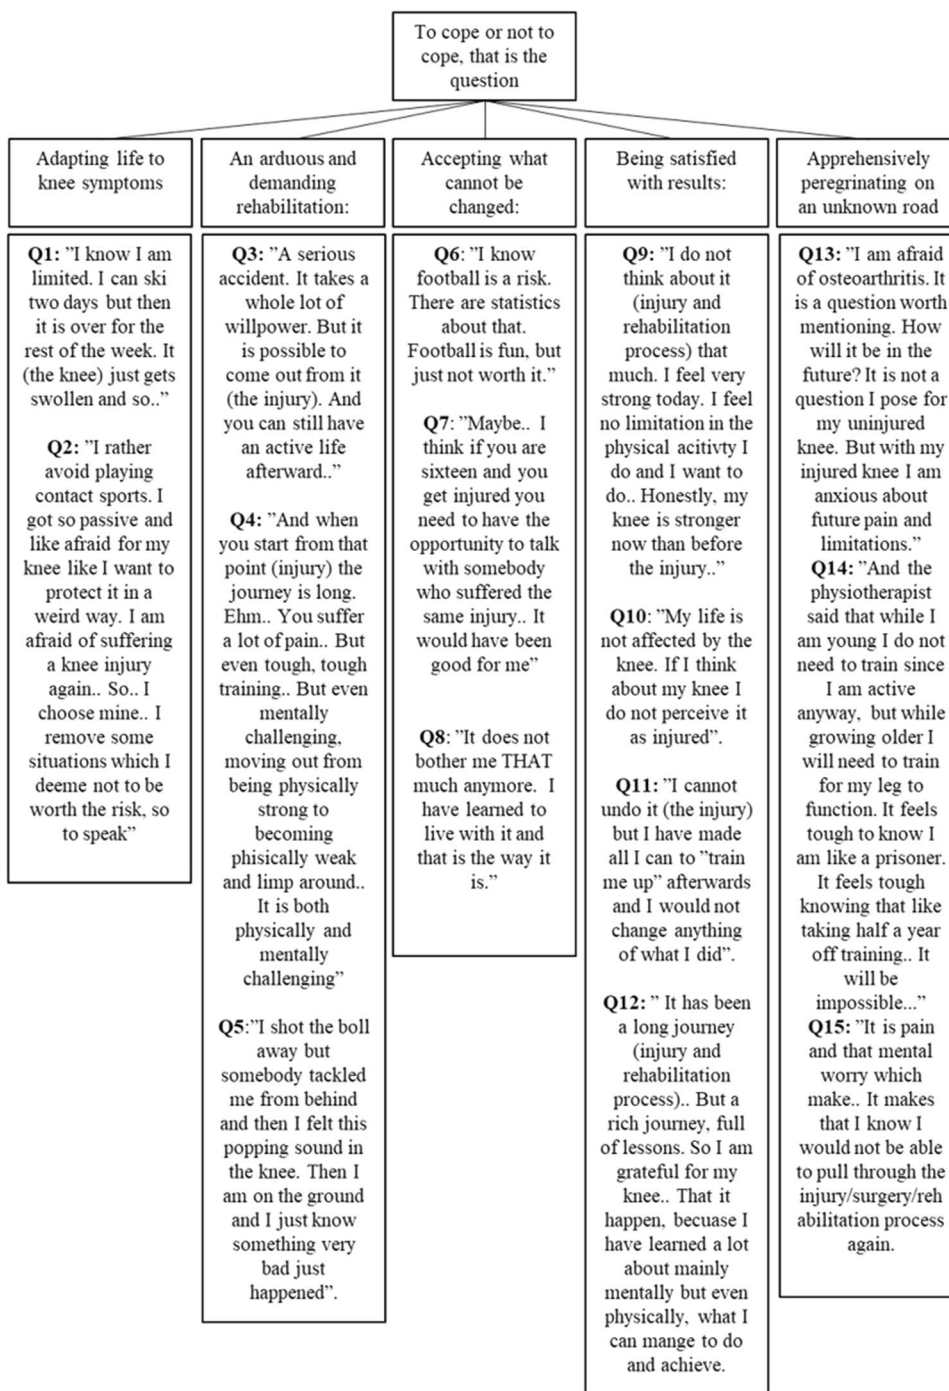 To cope or not to
cope, that is the
question
Adapting life to
knee symptoms
An arduous and
demanding
rehabilitation:
Accepting what
cannot be
changed:
Being satisfied
with results:
Apprehensively
peregrinating on
an unknown road
Q1: ”I know I am
limited. I can ski
two days but then
it is over for the
rest of the week. It
(the knee) just gets
swollen and so..”
Q2: ”I rather
avoid playing
contact sports. I
got so passive and
like afraid for my
knee like I want to
protect it in a
weird way. I am
afraid of suffering
a knee injury
again.. So.. I
choose mine.. I
remove some
situations which I
deeme not to be
worth the risk, so
to speak”
Q3: ”A serious
accident. It takes a
whole lot of
willpower. But it
is possible to
come out from it
(the injury). And
you can still have
an active life
afterward..”
Q4: ”And when
you start from that
point (injury) the
journey is long.
Ehm.. You suffer
a lot of pain.. But
even tough, tough
training.. But even
mentally
challenging,
moving out from
being physically
strong to
becoming
phisically weak
and limp around..
It is both
physically and
mentally
challenging”
Q5:”I shot the boll
away but
somebody tackled
me from behind
and then I felt this
popping sound in
the knee. Then I
am on the ground
and I just know
something very
bad just
happened”.
Q6: ”I know
football is a risk.
There are statistics
about that.
Football is fun, but
just not worth it.”
Q7: ”Maybe.. I
think if you are
sixteen and you
get injured you
need to have the
opportunity to talk
with somebody
who suffered the
same injury.. It
would have been
good for me”
Q8: ”It does not
bother me THAT
much anymore. I
have learned to
live with it and
that is the way it
is.”
Q9: ”I do not
think about it
(injury and
rehabilitation
process) that
much. I feel very
strong today. I feel
no limitation in the
physical acitivty I
do and I want to
do.. Honestly, my
knee is stronger
now than before
the injury..”
Q10: ”My life is
not affected by the
knee. If I think
about my knee I
do not perceive it
as injured”.
Q11: ”I cannot
undo it (the injury)
but I have made
all I can to ”train
me up” afterwards
and I would not
change anything
of what I did”.
Q12: ” It has been
a long journey
(injury and
rehabilitation
process).. But a
rich journey, full
of lessons. So I am
grateful for my
knee.. That it
happen, becuase I
have learned a lot
about mainly
mentally but even
physically, what I
can mange to do
and achieve.
Q13: ”I am afraid
of osteoarthritis. It
is a question worth
mentioning. How
will it be in the
future? It is not a
question I pose for
my uninjured
knee. But with my
injured knee I am
anxious about
future pain and
limitations.”
Q14: ”And the
physiotherapist
said that while I
am young I do not
need to train since
I am active
anyway, but while
growing older I
will need to train
for my leg to
function. It feels
tough to know I
am like a prisoner.
It feels tough
knowing that like
taking half a year
off training.. It
will be
impossible...”
Q15: ”It is pain
and that mental
worry which
make.. It makes
that I know I
would not be able
to pull through the
injury/surgery/reh
abilitation process
again.